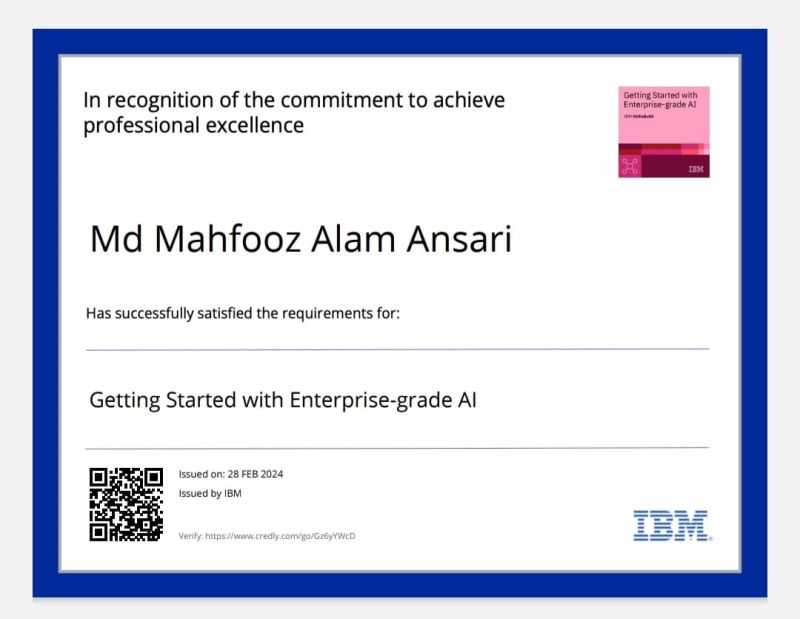 In recognition of the commitment to achieve
professional excellence
Getting Started with
Enterprise-grade AI
IBM SkillsBuild
IBM
Md Mahfooz Alam Ansari
Has successfully satisfied the requirements for:
Getting Started with Enterprise-grade AI
Issued on: 28 FEB 2024
Issued by IBM
Verify: https://www.credly.com/go/Gz6yYWcD
IBM®